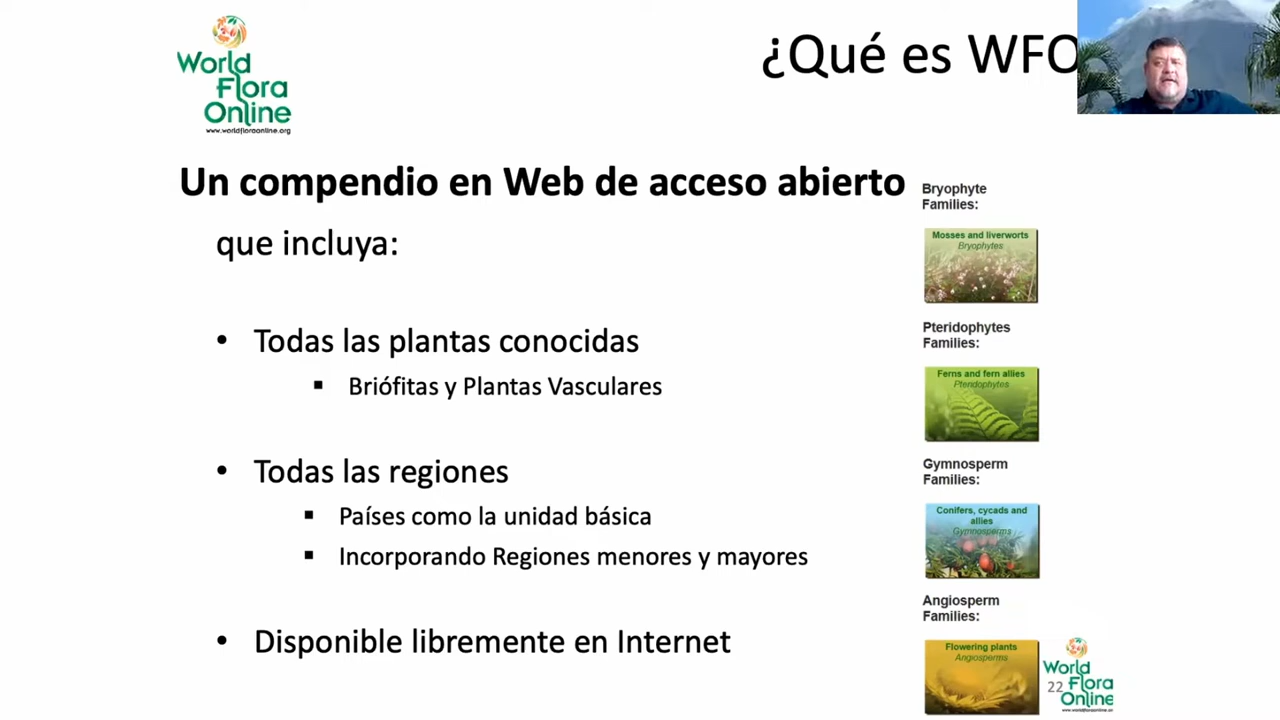 World
Flora
Online
www.worldfloraonline.org
¿Qué es WFO
Un compendio en Web de acceso abierto
que incluya:
• Todas las plantas conocidas
▪ Briófitas y Plantas Vasculares
• Todas las regiones
▪ Países como la unidad básica
▪ Incorporando Regiones menores y mayores
• Disponible libremente en Internet
Bryophyte
Families:
Mosses and liverworts
Bryophytes
Pteridophytes
Families:
Ferns and fern allies
Pteridophytes
Gymnosperm
Families:
Conifers, cycads and
allies
Gymnosperms
Angiosperm
Families:
Flowering plants
Angiosperms
22
World
Flora
Online